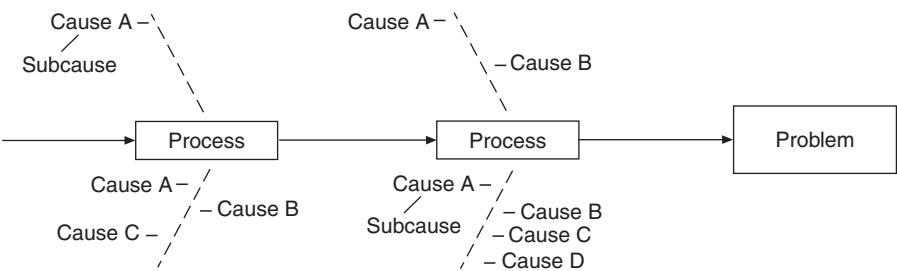 Cause A
Subcause
Cause A
Cause B
Process
Process
Problem
Cause A
Cause B
Cause C
Cause A
Subcause
Cause B
Cause C
Cause D